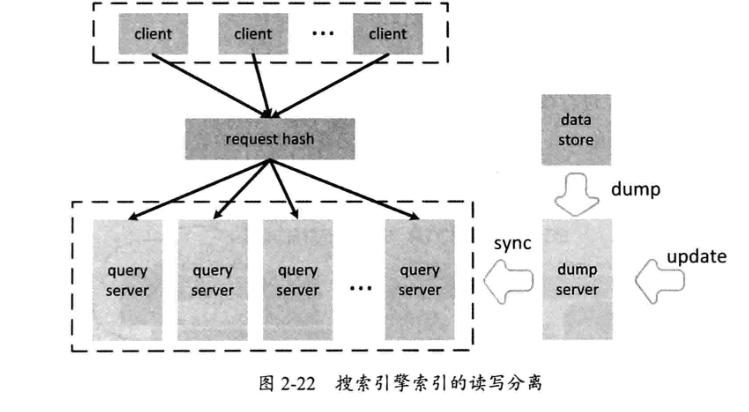 client client ... client
request hash
data
store
dump
query
server
query
server
query
server
...
query
server
sync
dump
server
update
图 2-22 搜索引擎索引的读写分离